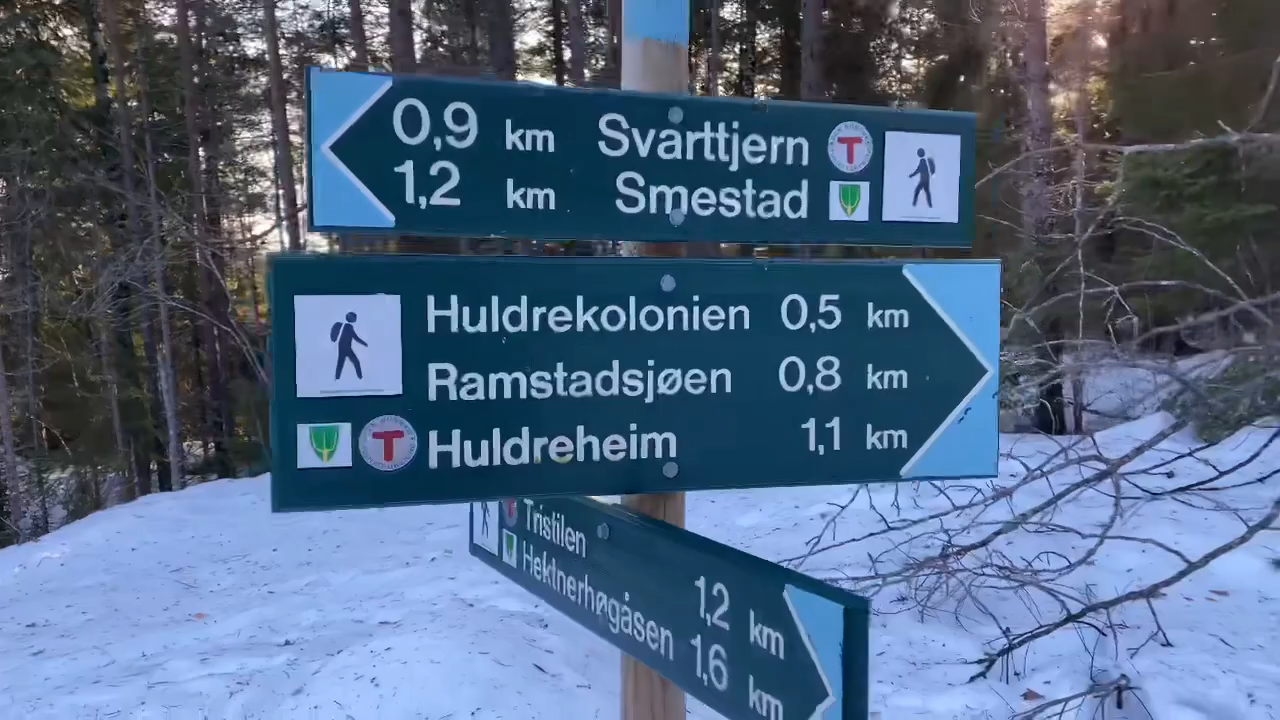 0,9 km Svarttjern
1,2 km Smestad
Huldrekolonien 0,5 km
Ramstadsjøen 0,8 km
Huldreheim 1,1 km
Tristilen 1,2 km
Hektnerhøgåsen 1,6 km